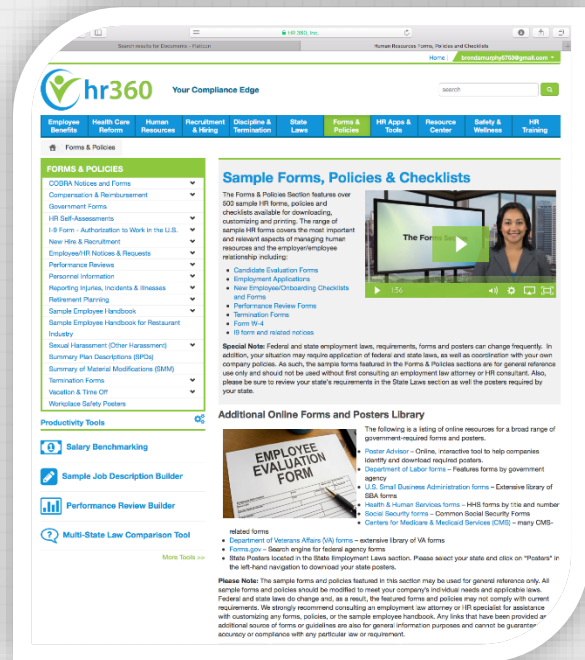 Search results for Documents - Flaticon
HR 360, Inc.
Human Resources Forms, Policies and Checklists
Home
brendamurphy6760@gmail.com
hr360
Your Compliance Edge
search
Employee Benefits
Health Care Reform
Human Resources
Recruitment & Hiring
Discipline & Termination
State Laws
Forms & Policies
HR Apps & Tools
Resource Center
Safety & Wellness
HR Training
Forms & Policies
FORMS & POLICIES
COBRA Notices and Forms
Compensation & Reimbursement
Government Forms
HR Self-Assessments
I-9 Form - Authorization to Work in the U.S.
New Hire & Recruitment
Employee/HR Notices & Requests
Performance Reviews
Personnel Information
Reporting Injuries, Incidents & Illnesses
Retirement Planning
Sample Employee Handbook
Sample Employee Handbook for Restaurant
Industry
Sexual Harassment (Other Harassment)
Summary Plan Descriptions (SPDs)
Summary of Material Modifications (SMM)
Termination Forms
Vacation & Time Off
Workplace Safety Posters
Productivity Tools
Salary Benchmarking
Sample Job Description Builder
Performance Review Builder
Multi-State Law Comparison Tool
More Tools >>
Sample Forms, Policies & Checklists
The Forms & Policies Section features over
500 sample HR forms, policies and
checklists available for downloading,
customizing and printing. The range of
sample HR forms covers the most important
and relevant aspects of managing human
resources and the employer/employee
relationship including:
• Candidate Evaluation Forms
• Employment Applications
• New Employee/Onboarding Checklists
and Forms
• Performance Review Forms
• Termination Forms
• Form W-4
• I9 form and related notices
The Forms Section
1:56
Special Note: Federal and state employment laws, requirements, forms and posters can change frequently. In
addition, your situation may require application of federal and state laws, as well as coordination with your own
company policies. As such, the sample forms featured in the Forms & Policies sections are for general reference
use only and should not be used without first consulting an employment law attorney or HR consultant. Also,
please be sure to review your state's requirements in the State Laws section as well the posters required by
your state.
Additional Online Forms and Posters Library
EMPLOYEE
EVALUATION
FORM
The following is a listing of online resources for a broad range of
government-required forms and posters.
• Poster Advisor – Online, interactive tool to help companies
identify and download required posters.
• Department of Labor forms – Features forms by government
agency
• U.S. Small Business Administration forms – Extensive library of
SBA forms
• Health & Human Services forms – HHS forms by title and number
• Social Security forms – Common Social Security Forms
• Centers for Medicare & Medicaid Services (CMS) – many CMS-
related forms
• Department of Veterans Affairs (VA) forms – extensive library of VA forms
• Forms.gov – Search engine for federal agency forms
• State Posters located in the State Employment Laws section. Please select your state and click on "Posters" in
the left-hand navigation to download your state posters.
Please Note: The sample forms and policies featured in this section may be used for general reference only. All
sample forms and policies should be modified to meet your company's individual needs and applicable laws.
Federal and state laws do change and, as a result, the featured forms and policies may not comply with current
requirements. We strongly recommend consulting an employment law attorney or HR specialist for assistance
with customizing any forms, policies, or the sample employee handbook. Any links that have been provided as
additional source of forms or guidelines are also for general information purposes and cannot be guaranteed
accuracy or compliance with any particular law or requirement.